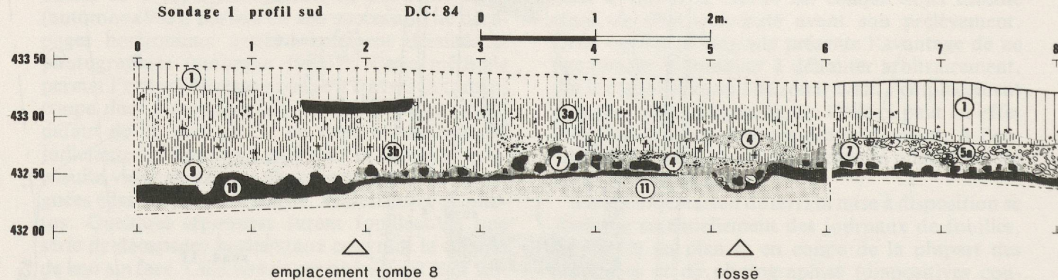 Sondage 1 profil sud D.C. 84
0 1 2m.
0 1 2 3 4 5 6 7 8
433 50
433 00
432 50
432 00
1 1
3a
3b 4 4
7 7 5a
9 10 11
emplacement tombe 8 fossé